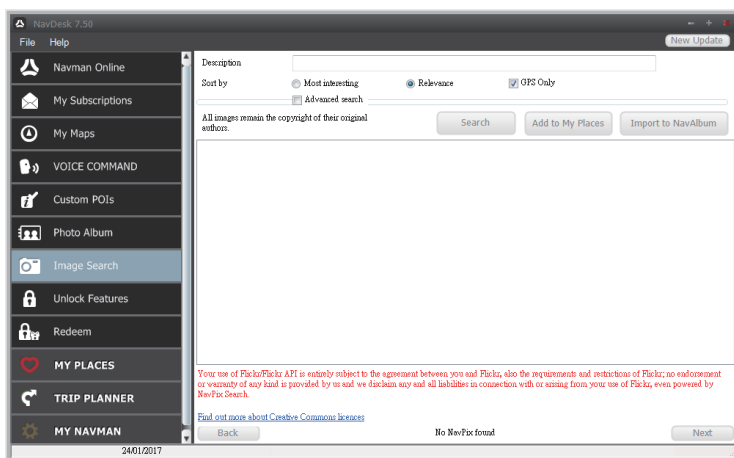 NavDesk 7.50
File Help
New Update
Navman Online
My Subscriptions
My Maps
VOICE COMMAND
Custom POIs
Photo Album
Image Search
Unlock Features
Redeem
MY PLACES
TRIP PLANNER
MY NAVMAN
Description
Sort by Most interesting Relevance GPS Only
Advanced search
All images remain the copyright of their original
authors.
Search Add to My Places Import to NavAlbum
Your use of Flickr/Flickr API is entirely subject to the agreement between you and Flickr, also the requirements and restrictions of Flickr; no endorsement
or warranty of any kind is provided by us and we disclaim any and all liabilities in connection with or arising from your use of Flickr, even powered by
NavPix Search.
Find out more about Creative Commons licences
Back No NavPix found Next
24/01/2017